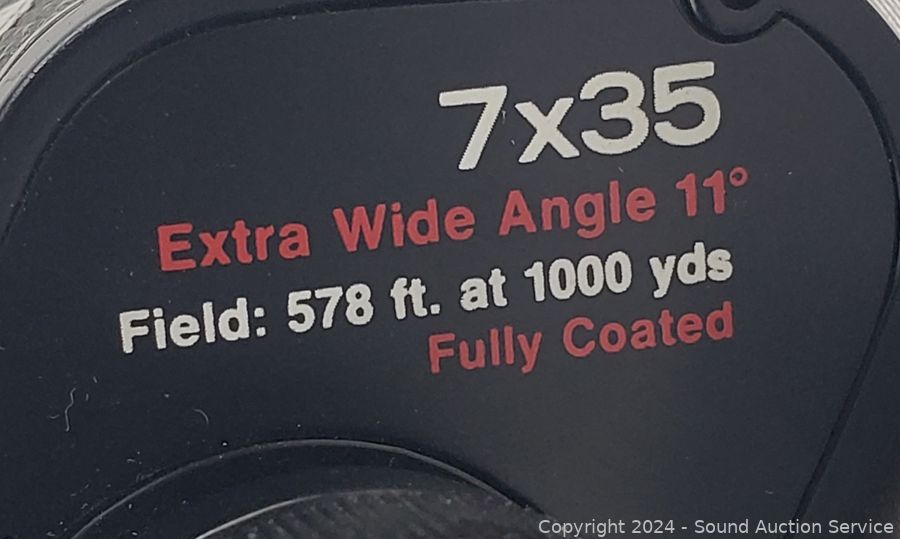 7x35
Extra Wide Angle 11°
Field: 578 ft. at 1000 yds
Fully Coated
Copyright 2024 - Sound Auction Service